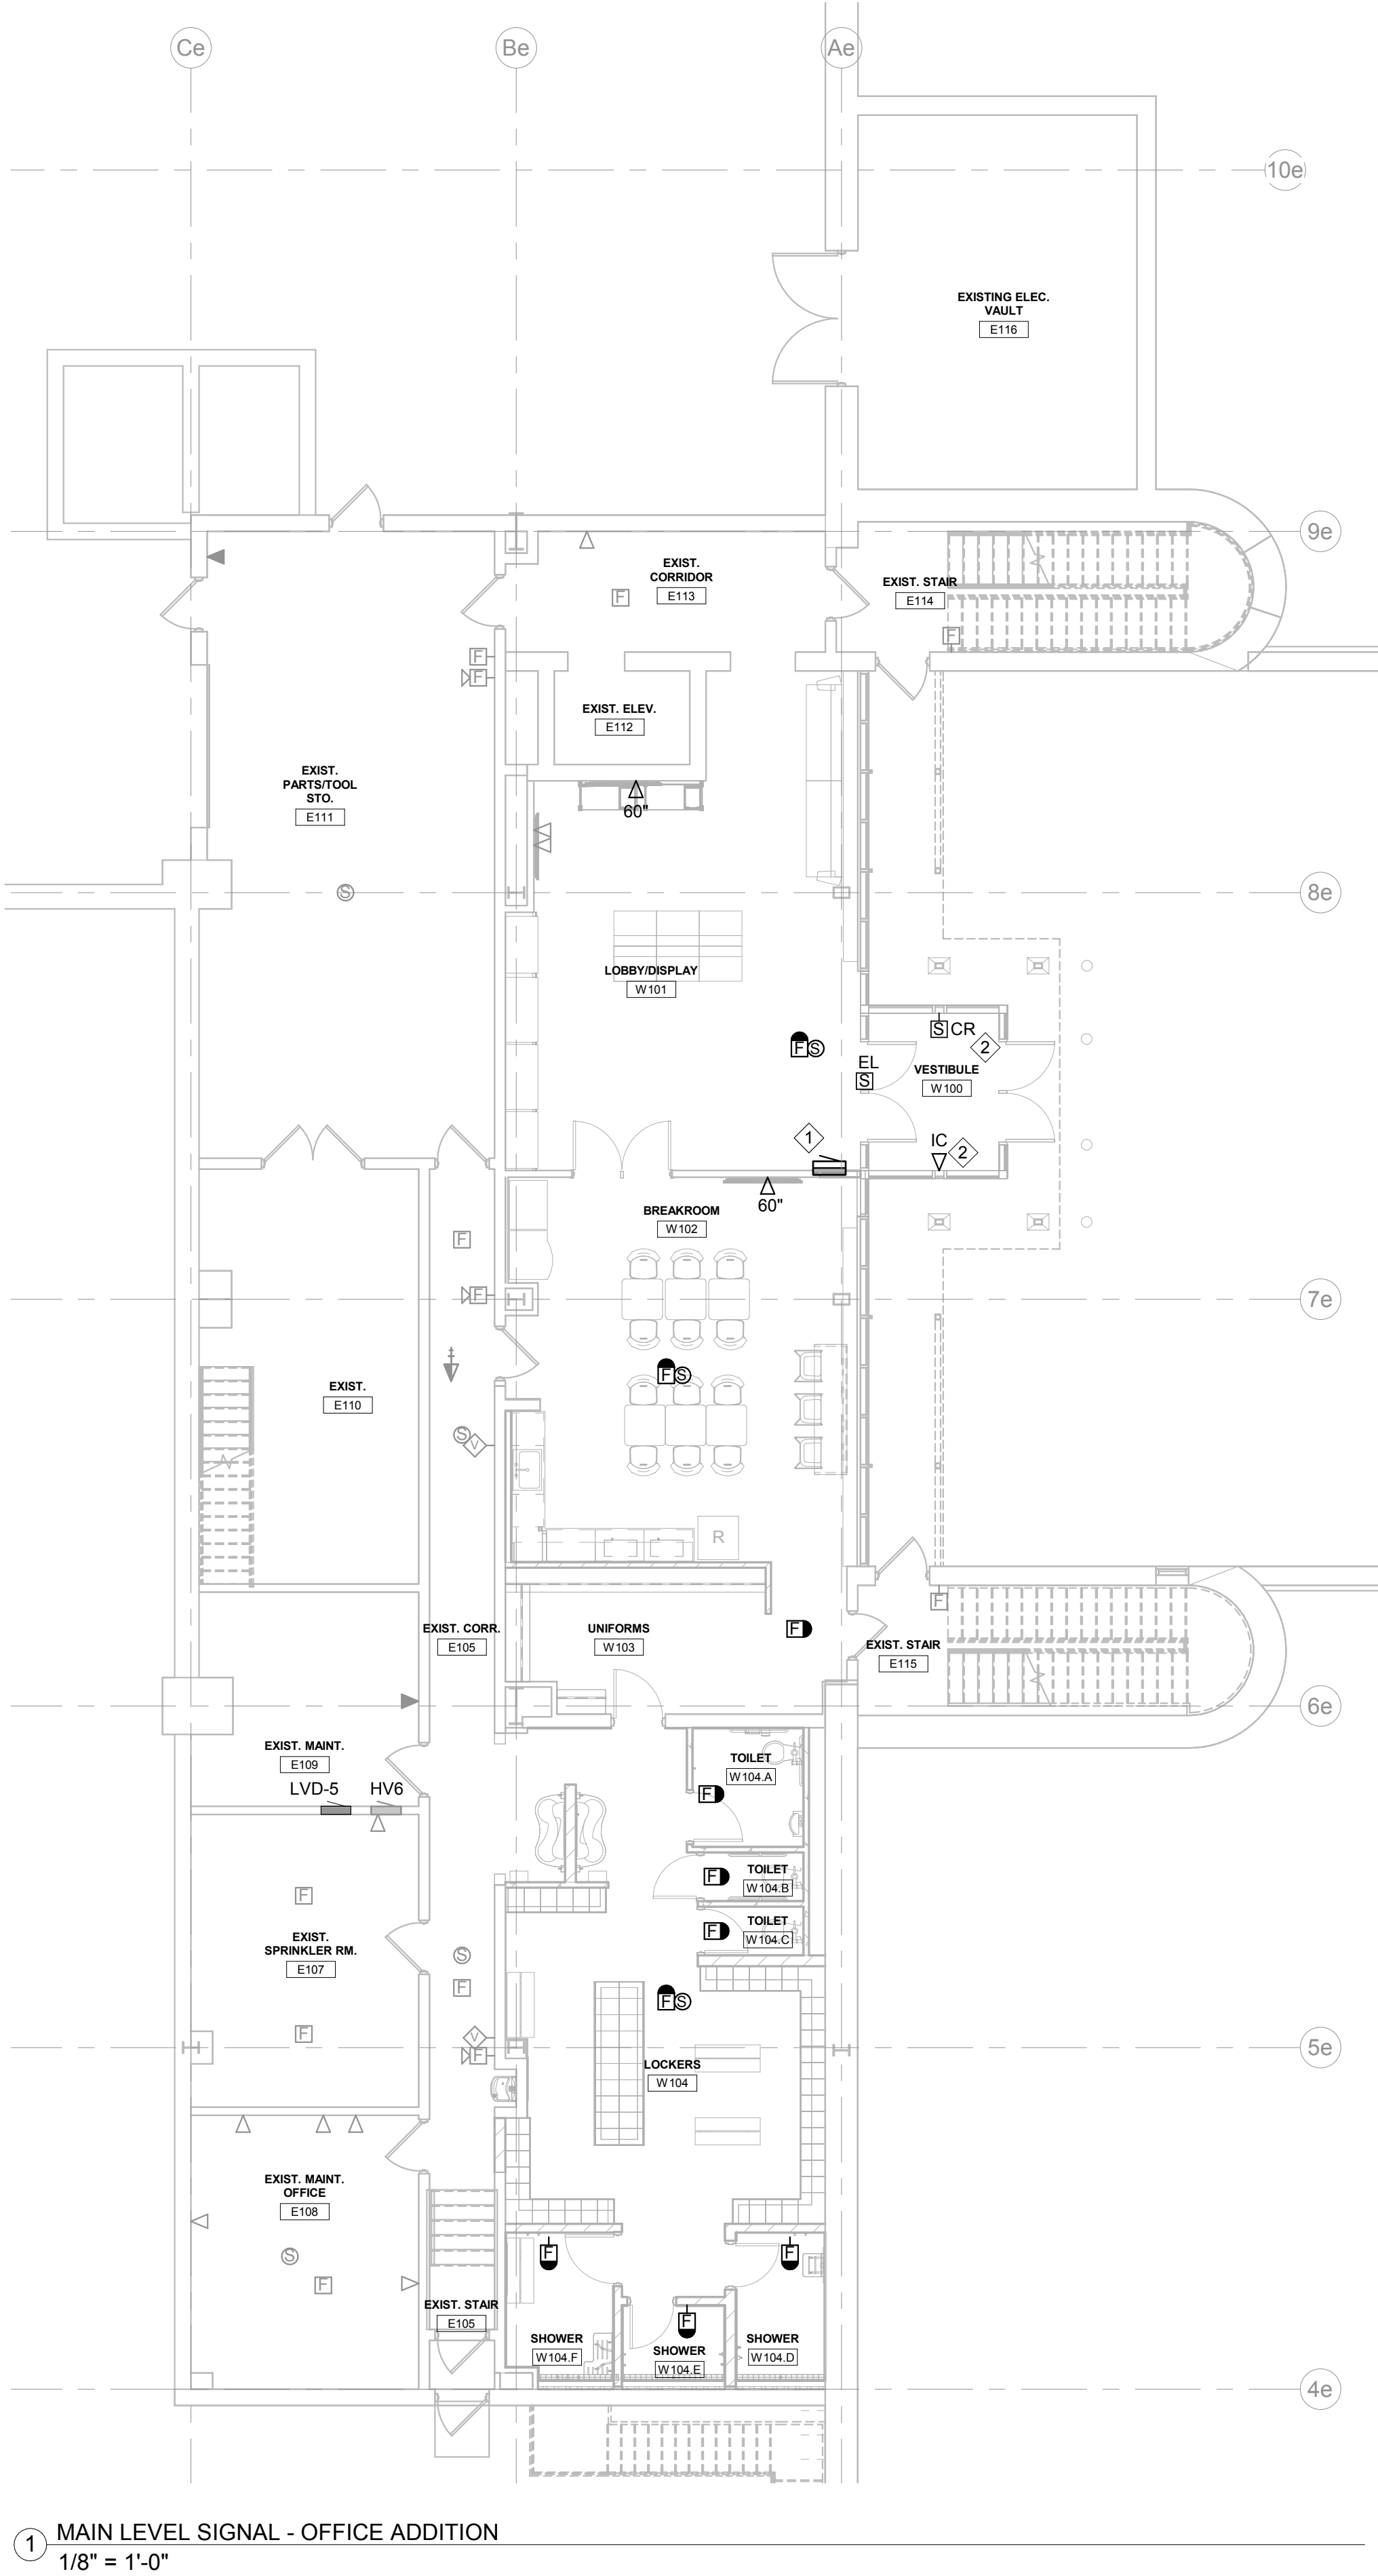 Ce
Be
Ae
10e
EXISTING ELEC.
VAULT
E116
9e
EXIST.
CORRIDOR
E113
F
EXIST. STAIR
E114
F
F
F
EXIST. ELEV.
E112
EXIST.
PARTS/TOOL
STO.
E111
60"
S
8e
LOBBY/DISPLAY
W101
S CR
2
F S
EL
S
VESTIBULE
W100
1
IC
2
60"
BREAKROOM
W102
F
F
7e
F S
EXIST.
E110
S
V
R
F
F
EXIST. CORR.
E105
UNIFORMS
W103
EXIST. STAIR
E115
6e
EXIST. MAINT.
E109
TOILET
W104.A
LVD-5
HV6
F
F
TOILET
W104.B
F
F
TOILET
W104.C
EXIST.
SPRINKLER RM.
E107
S
F
F S
F
V
F
5e
LOCKERS
W104
EXIST. MAINT.
OFFICE
E108
S
F
F
F
EXIST. STAIR
E105
F
SHOWER
W104.F
SHOWER
W104.E
SHOWER
W104.D
4e
1
MAIN LEVEL SIGNAL - OFFICE ADDITION
1/8" = 1'-0"